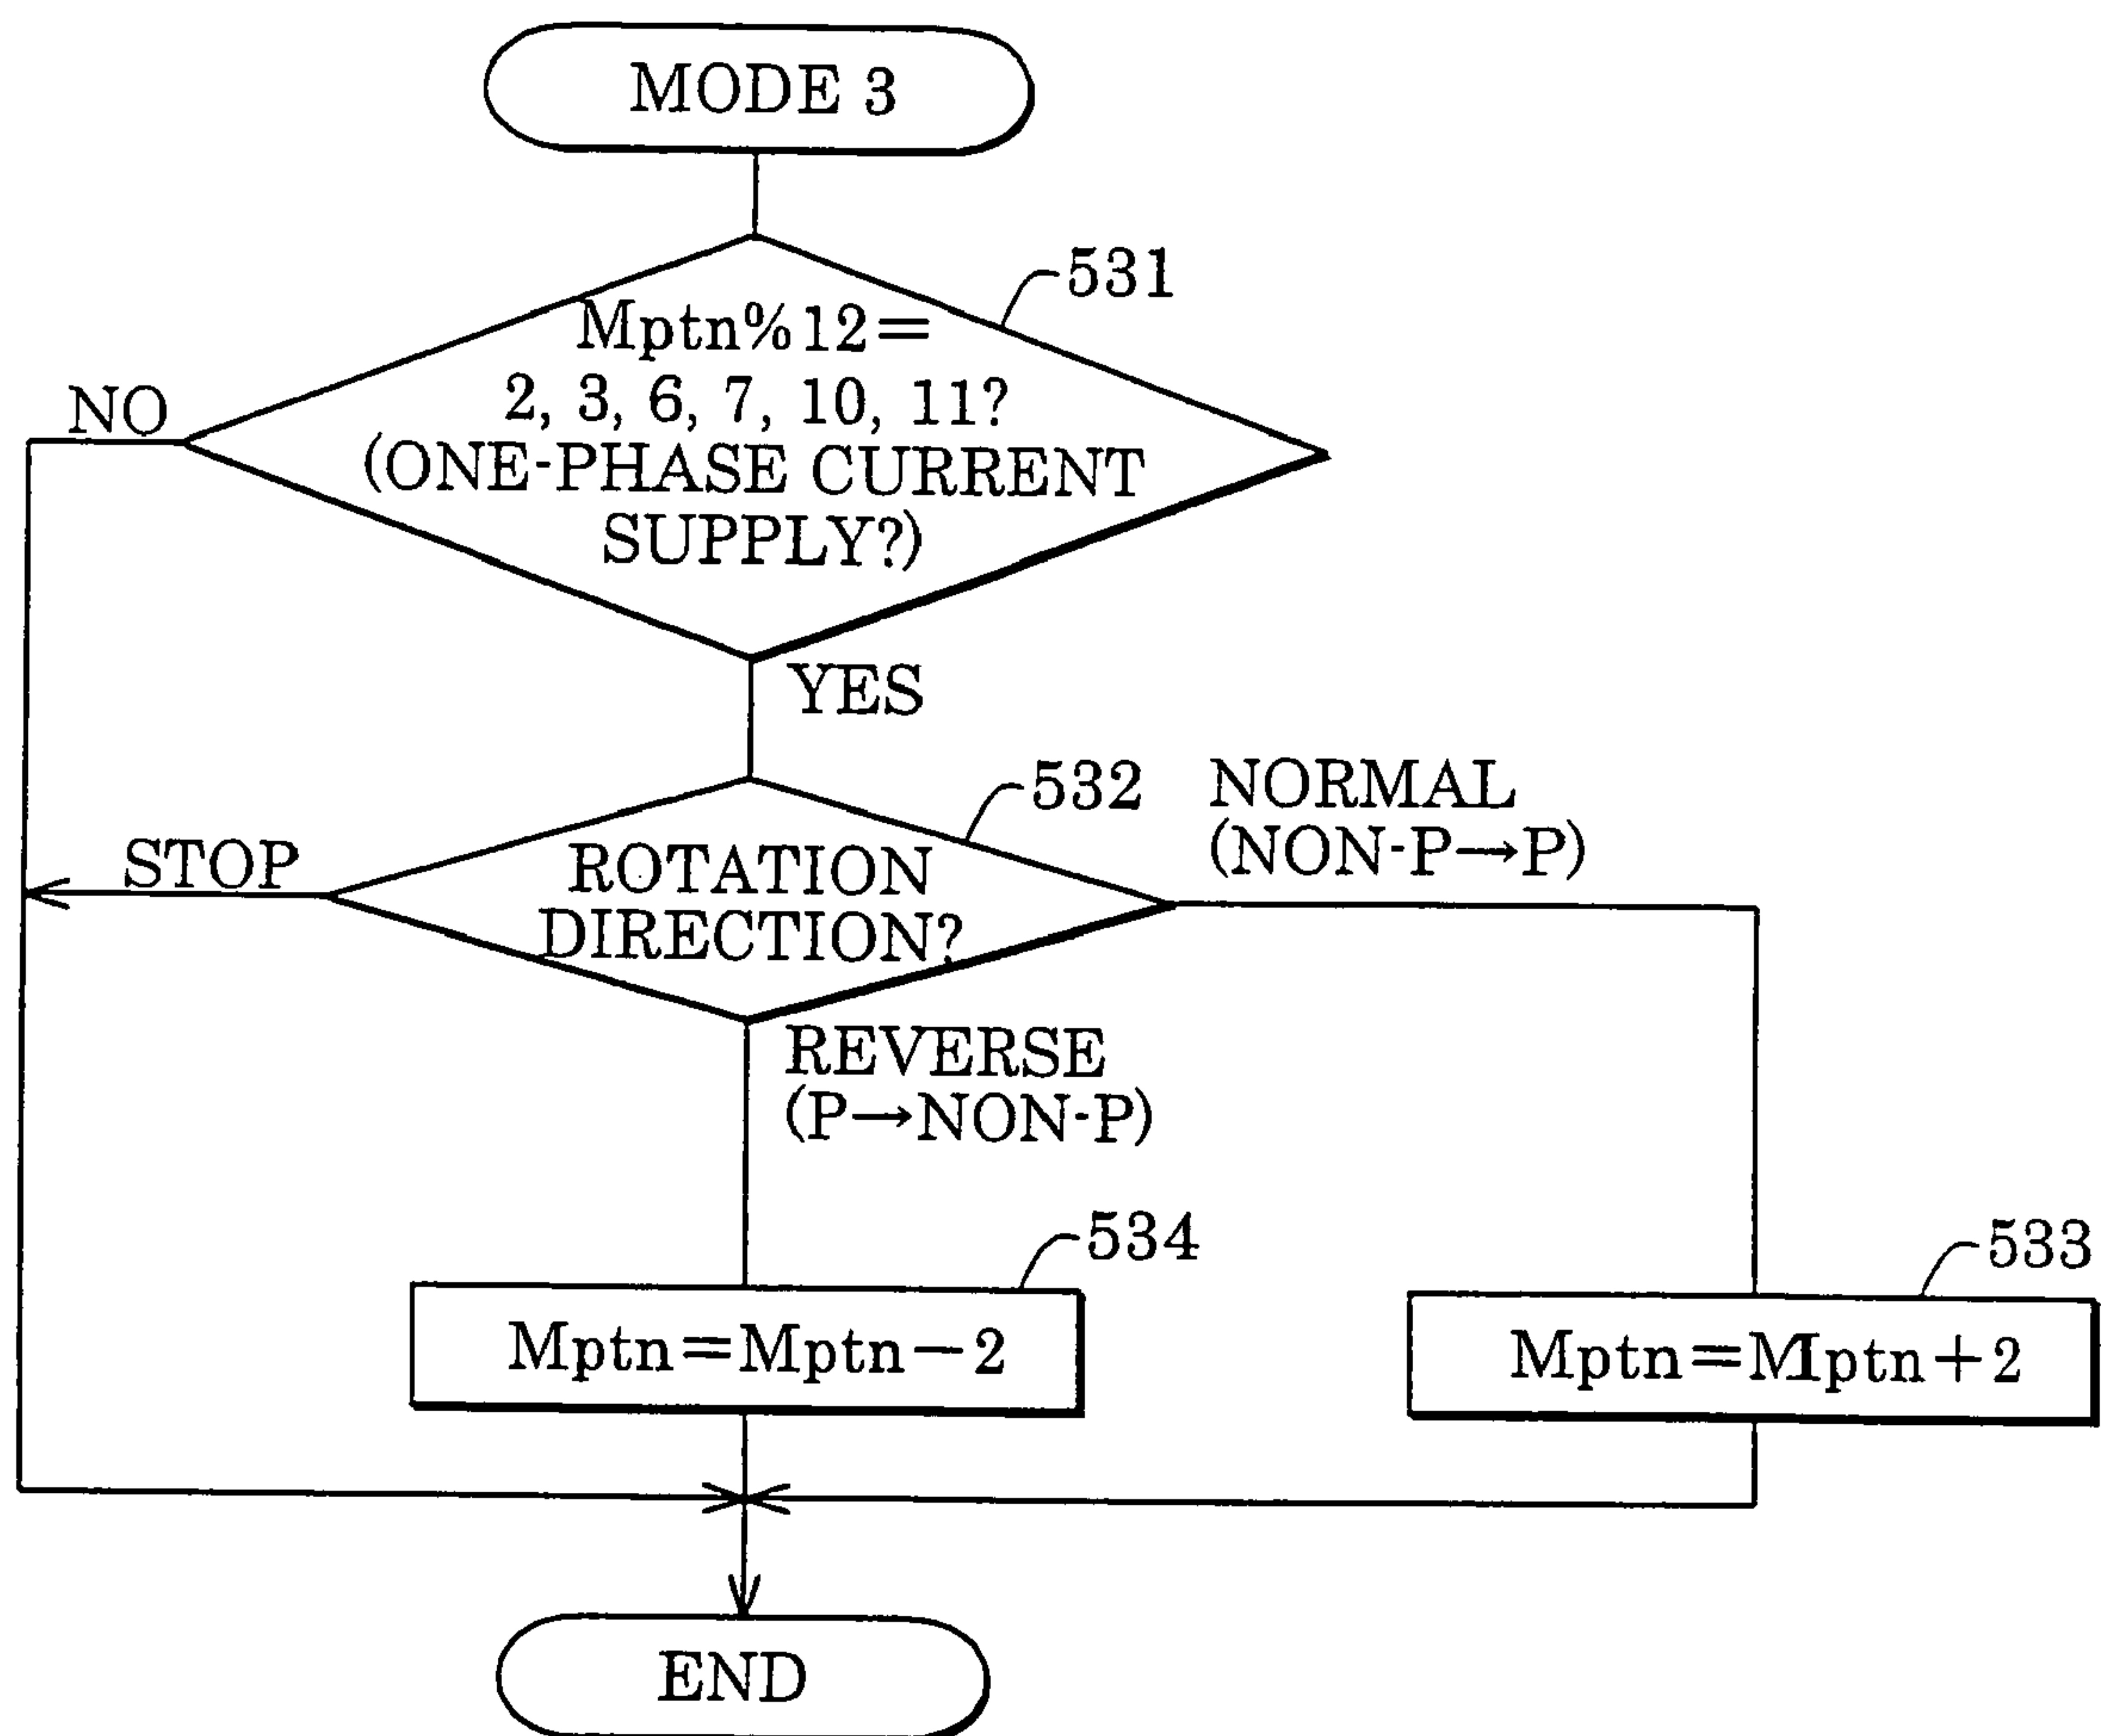 MODE 3
531
Mptn%12=
2, 3, 6, 7, 10, 11?
(ONE-PHASE CURRENT
SUPPLY?)
NO
YES
532
NORMAL
(NON-P→P)
STOP
ROTATION
DIRECTION?
REVERSE
(P→NON-P)
534
533
Mptn=Mptn−2
Mptn=Mptn+2
END